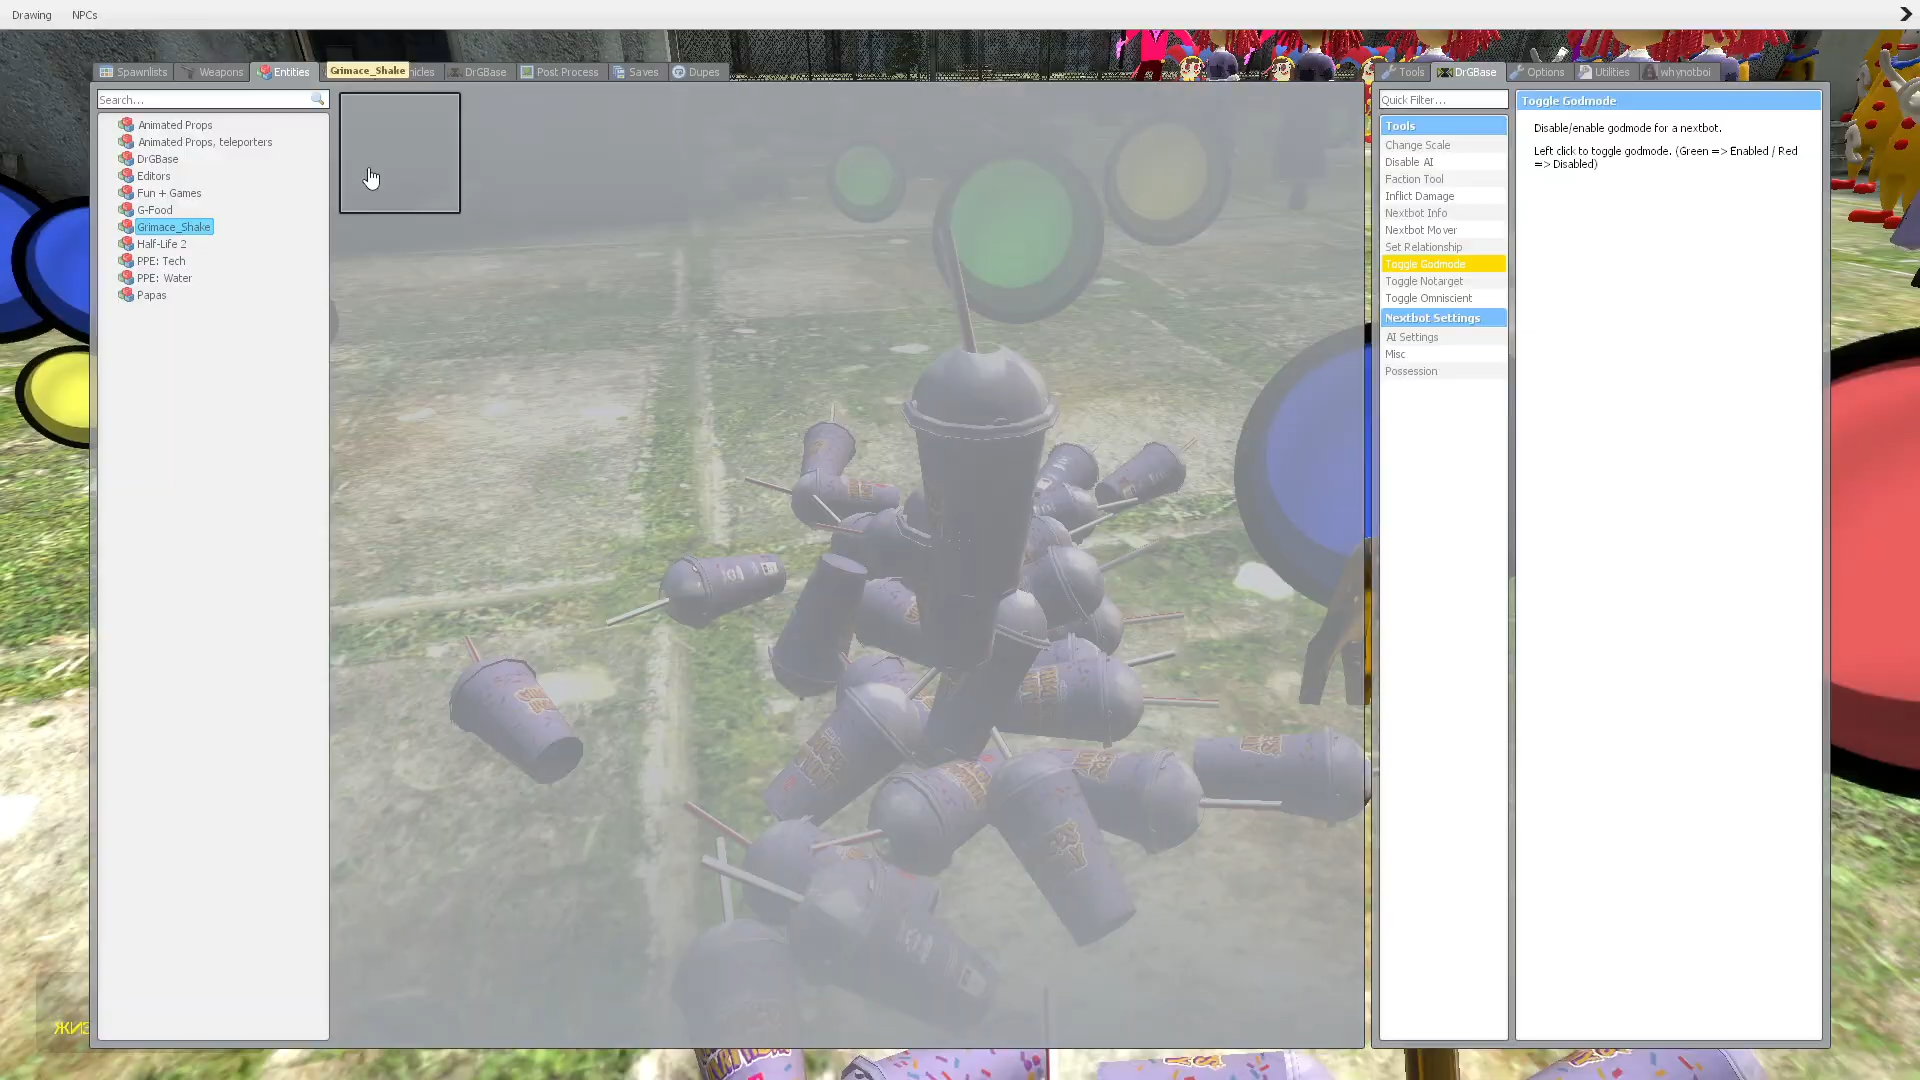 Drawing NPCs
Spawnlists Weapons Entities Grimace_Shake hicles DrGBase Post Process Saves Dupes
Tools DrGBase Options Utilities whynotboi
Search...
Animated Props
Animated Props, teleporters
DrGBase
Editors
Fun + Games
G-Food
Grimace_Shake
Half-Life 2
PPE: Tech
PPE: Water
Papas
Quick Filter...
Tools
Change Scale
Disable AI
Faction Tool
Inflict Damage
Nextbot Info
Nextbot Mover
Set Relationship
Toggle Godmode
Toggle Notarget
Toggle Omniscient
Nextbot Settings
AI Settings
Misc
Possession
Toggle Godmode
Disable/enable godmode for a nextbot.
Left click to toggle godmode. (Green => Enabled / Red
=> Disabled)